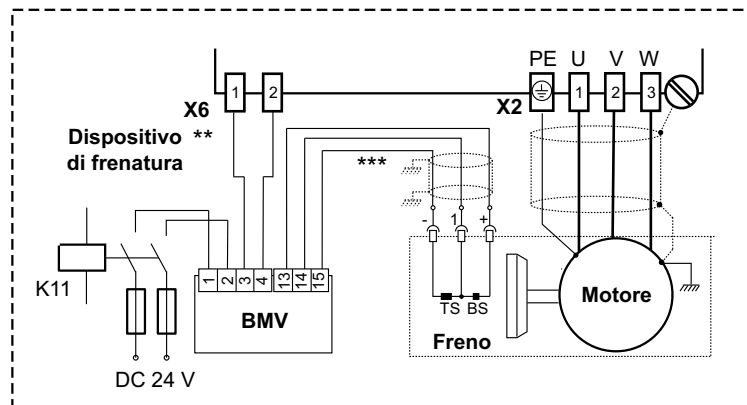 PE U V W
1 2
1 2 3
X6
X2
Dispositivo **
di frenatura
***
- 1 +
K11
1 2 3 4 13 14 15
BMV
TS BS
Motore
Freno
DC 24 V